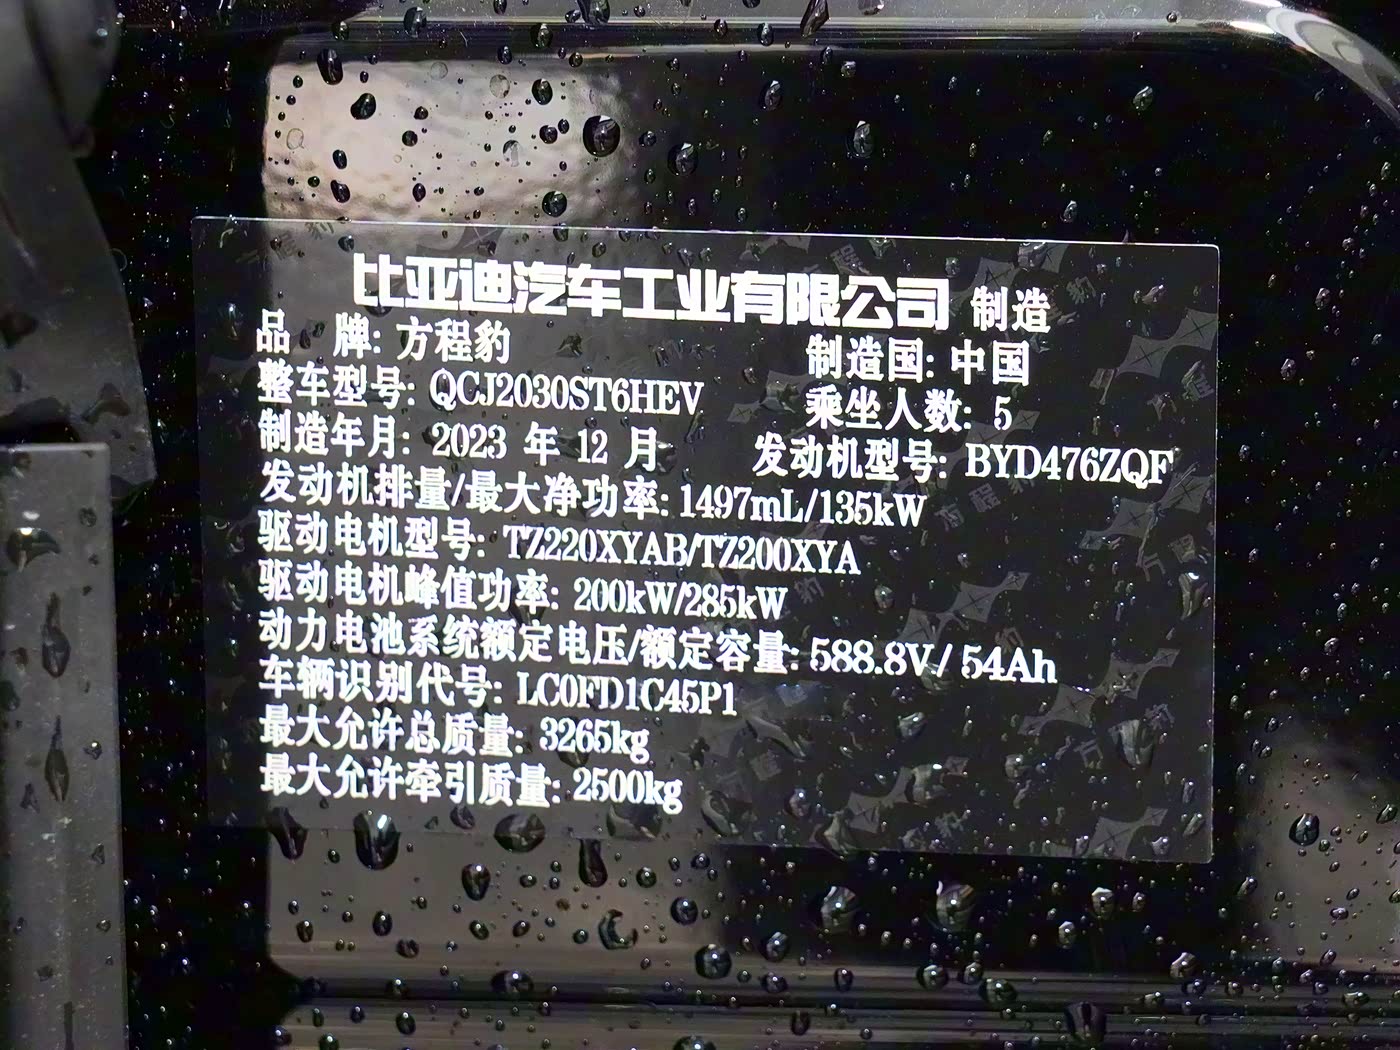 比亚迪汽车工业有限公司 制造
品 牌: 方程豹 制造国: 中国
整车型号: QCJ2030ST6HEV 乘坐人数: 5
制造年月: 2023 年 12 月 发动机型号: BYD476ZQF
发动机排量/最大净功率: 1497mL/135kW
驱动电机型号: TZ220XYAB/TZ200XYA
驱动电机峰值功率: 200kW/285kW
动力电池系统额定电压/额定容量: 588.8V/ 54Ah
车辆识别代号: LC0FD1C45P1
最大允许总质量: 3265kg
最大允许牵引质量: 2500kg